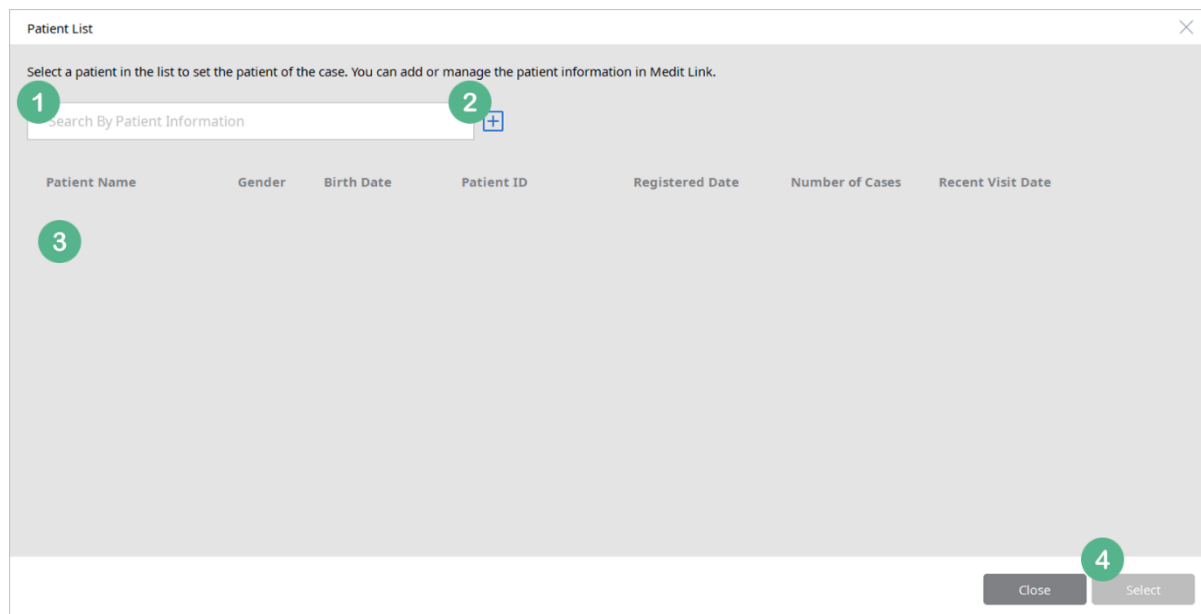 Patient List
Select a patient in the list to set the patient of the case. You can add or manage the patient information in Medit Link.
1 2
Search By Patient Information
Patient Name Gender Birth Date Patient ID Registered Date Number of Cases Recent Visit Date
3
4
Close Select